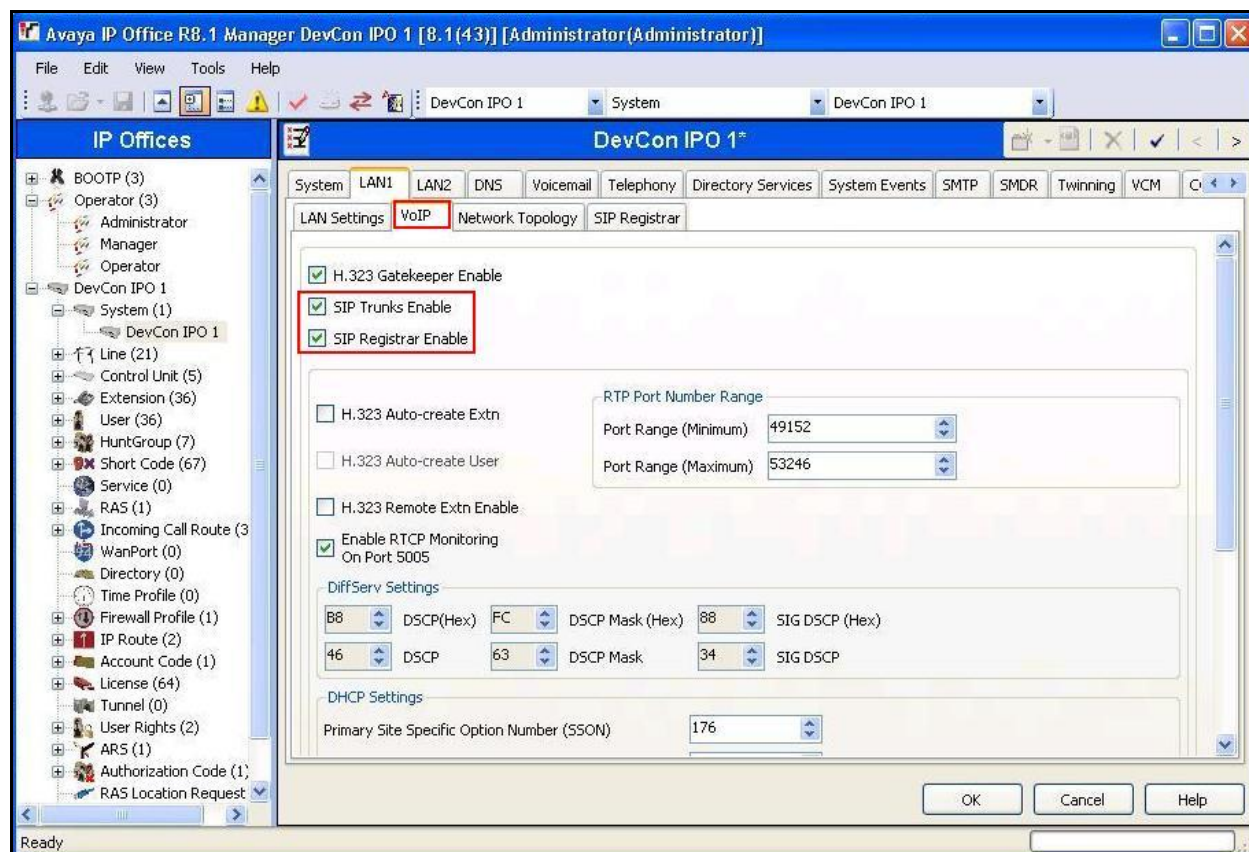 Avaya IP Office R8.1 Manager DevCon IPO 1 [8.1(43)] [Administrator(Administrator)]
File Edit View Tools Help
DevCon IPO 1 System DevCon IPO 1
IP Offices
BOOTP (3)
Operator (3)
Administrator
Manager
Operator
DevCon IPO 1
System (1)
DevCon IPO 1
Line (21)
Control Unit (5)
Extension (36)
User (36)
HuntGroup (7)
Short Code (67)
Service (0)
RAS (1)
Incoming Call Route (3
WanPort (0)
Directory (0)
Time Profile (0)
Firewall Profile (1)
IP Route (2)
Account Code (1)
License (64)
Tunnel (0)
User Rights (2)
ARS (1)
Authorization Code (1)
RAS Location Request
DevCon IPO 1*
System LAN1 LAN2 DNS Voicemail Telephony Directory Services System Events SMTP SMDR Twinning VCM
LAN Settings VoIP Network Topology SIP Registrar
H.323 Gatekeeper Enable
SIP Trunks Enable
SIP Registrar Enable
H.323 Auto-create Extn
H.323 Auto-create User
H.323 Remote Extn Enable
Enable RTCP Monitoring
On Port 5005
RTP Port Number Range
Port Range (Minimum) 49152
Port Range (Maximum) 53246
DiffServ Settings
B8 DSCP(Hex) FC DSCP Mask (Hex) 88 SIG DSCP (Hex)
46 DSCP 63 DSCP Mask 34 SIG DSCP
DHCP Settings
Primary Site Specific Option Number (SSON) 176
OK Cancel Help
Ready